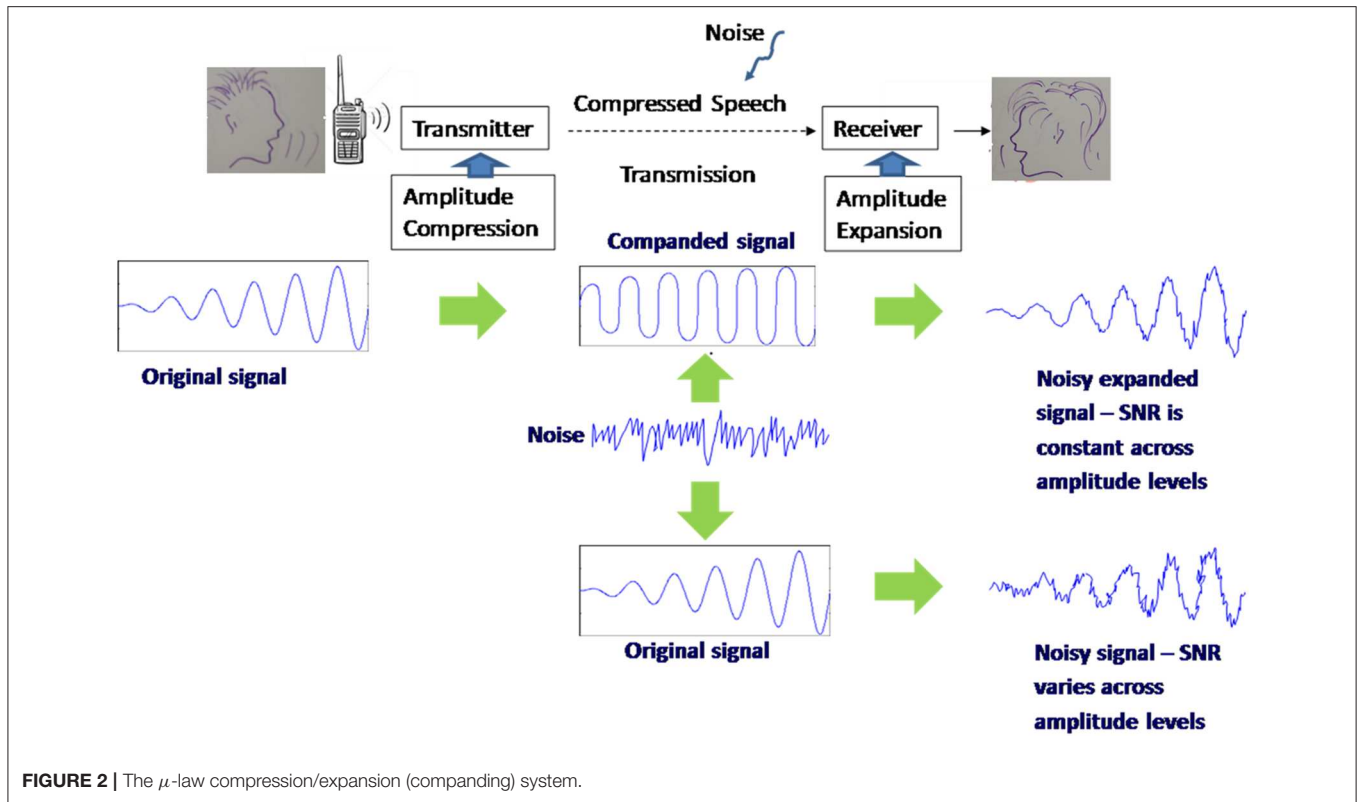 Noise
Compressed Speech
Transmitter
Receiver
Transmission
Amplitude
Compression
Amplitude
Expansion
Companded signal
Original signal
Noisy expanded
signal – SNR is
constant across
amplitude levels
Noise
Original signal
Noisy signal – SNR
varies across
amplitude levels
FIGURE 2 | The μ-law compression/expansion (companding) system.